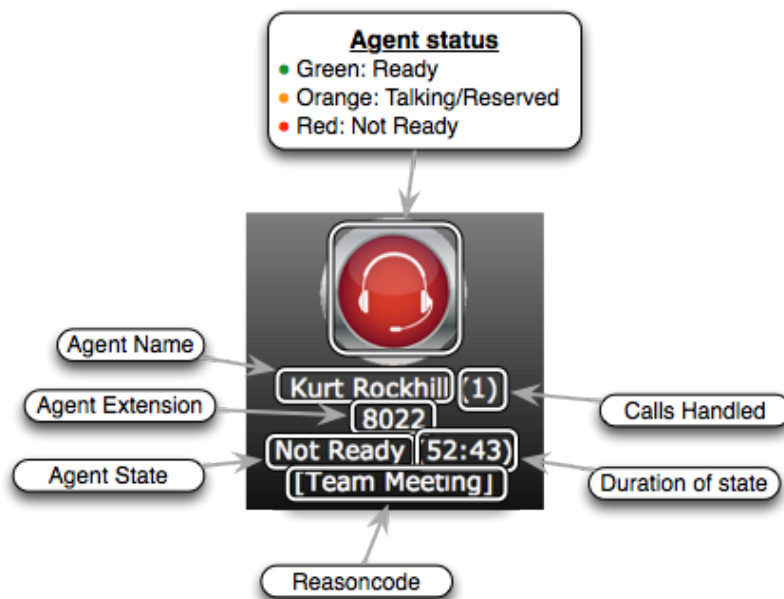 Agent status
• Green: Ready
• Orange: Talking/Reserved
• Red: Not Ready
Agent Name
Kurt Rockhill (1)
Agent Extension
8022
Calls Handled
Not Ready (52:43)
Agent State
[Team Meeting]
Duration of state
Reasoncode